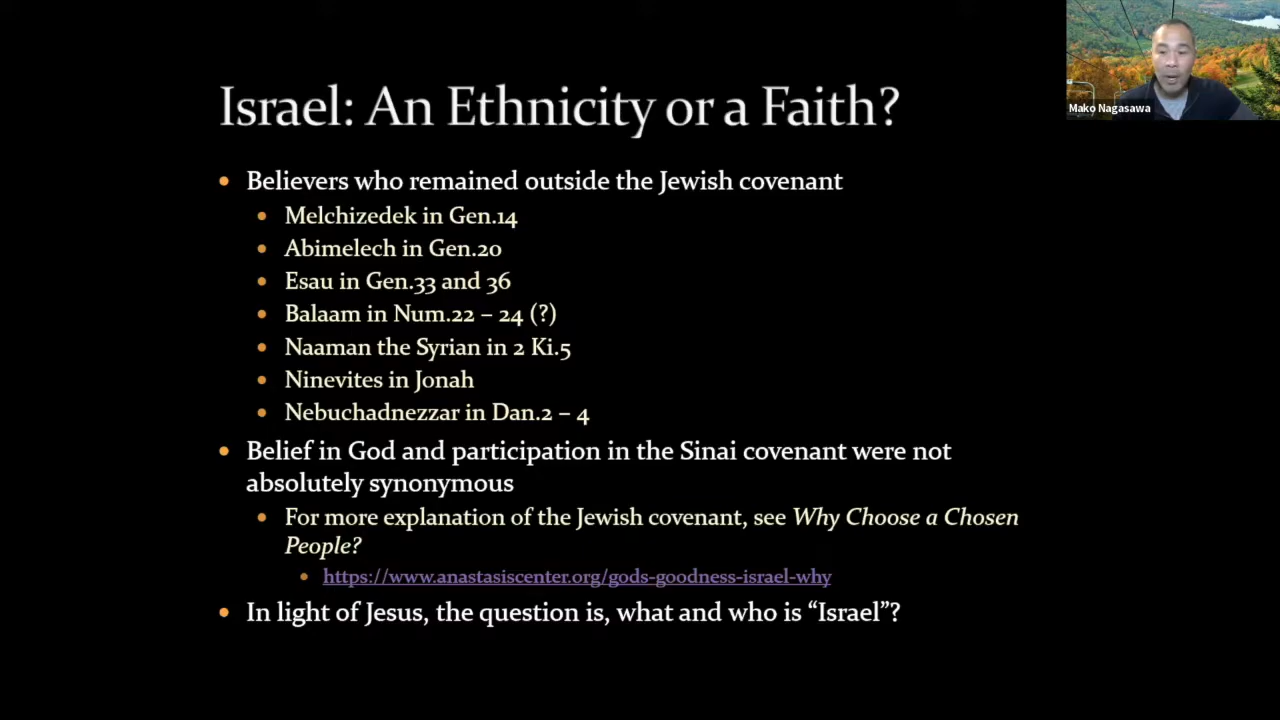 Israel: An Ethnicity or a Faith?
Mako Nagasawa
• Believers who remained outside the Jewish covenant
• Melchizedek in Gen.14
• Abimelech in Gen.20
• Esau in Gen.33 and 36
• Balaam in Num.22 – 24 (?)
• Naaman the Syrian in 2 Ki.5
• Ninevites in Jonah
• Nebuchadnezzar in Dan.2 – 4
• Belief in God and participation in the Sinai covenant were not
absolutely synonymous
• For more explanation of the Jewish covenant, see Why Choose a Chosen
People?
• https://www.anastasiscenter.org/gods-goodness-israel-why
• In light of Jesus, the question is, what and who is “Israel”?